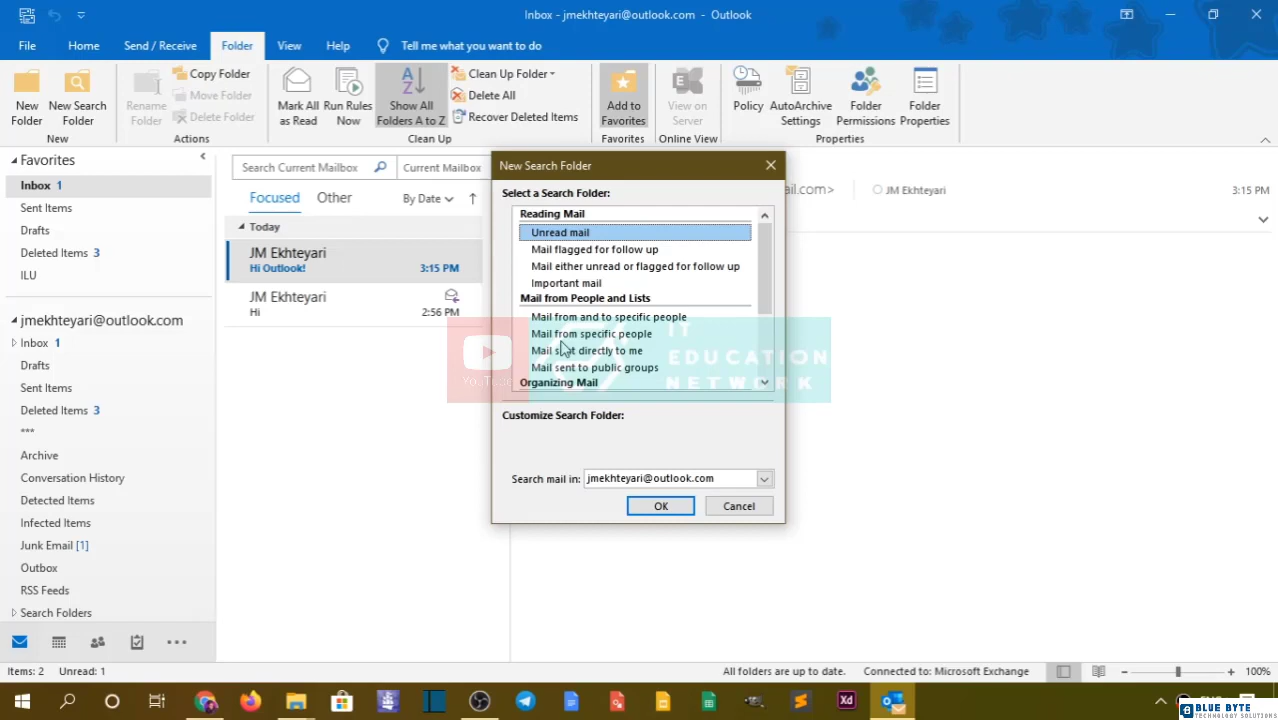 Inbox - jmekhteyari@outlook.com - Outlook
File Home Send / Receive Folder View Help Tell me what you want to do
New Folder
New Search Folder
New
Rename Folder
Copy Folder
Move Folder
Delete Folder
Actions
Mark All as Read
Run Rules Now
Show All Folders A to Z
Clean Up Folder
Delete All
Recover Deleted Items
Clean Up
Add to Favorites
Favorites
View on Server
Online View
Policy
AutoArchive Settings
Folder Permissions
Folder Properties
Properties
Favorites
Inbox 1
Sent Items
Drafts
Deleted Items 3
ILU
jmekhteyari@outlook.com
Inbox 1
Drafts
Sent Items
Deleted Items 3
***
Archive
Conversation History
Detected Items
Infected Items
Junk Email [1]
Outbox
RSS Feeds
Search Folders
Search Current Mailbox
Current Mailbox
Focused Other By Date
Today
JM Ekhteyari
Hi Outlook! 3:15 PM
JM Ekhteyari
Hi 2:56 PM
ail.com> JM Ekhteyari 3:15 PM
New Search Folder
Select a Search Folder:
Reading Mail
Unread mail
Mail flagged for follow up
Mail either unread or flagged for follow up
Important mail
Mail from People and Lists
Mail from and to specific people
Mail from specific people
Mail sent directly to me
Mail sent to public groups
Organizing Mail
Customize Search Folder:
Search mail in: jmekhteyari@outlook.com
OK Cancel
YouTube
IT
EDUCATION
NETWORK
Items: 2 Unread: 1 All folders are up to date. Connected to: Microsoft Exchange 100%
Xd
BLUE BYTE
TECHNOLOGY SOLUTIONS